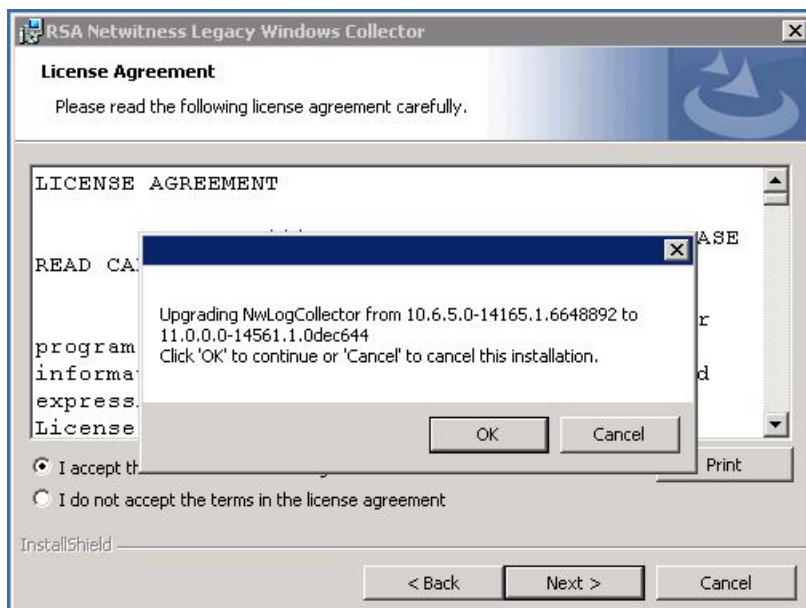 RSA Netwitness Legacy Windows Collector
License Agreement
Please read the following license agreement carefully.
LICENSE AGREEMENT
ASE
READ CA
Upgrading NwLogCollector from 10.6.5.0-14165.1.6648892 to
11.0.0.0-14561.1.0dec644
Click 'OK' to continue or 'Cancel' to cancel this installation.
r
program
informa
d
express
License
OK
Cancel
I accept th
Print
I do not accept the terms in the license agreement
InstallShield
< Back
Next >
Cancel